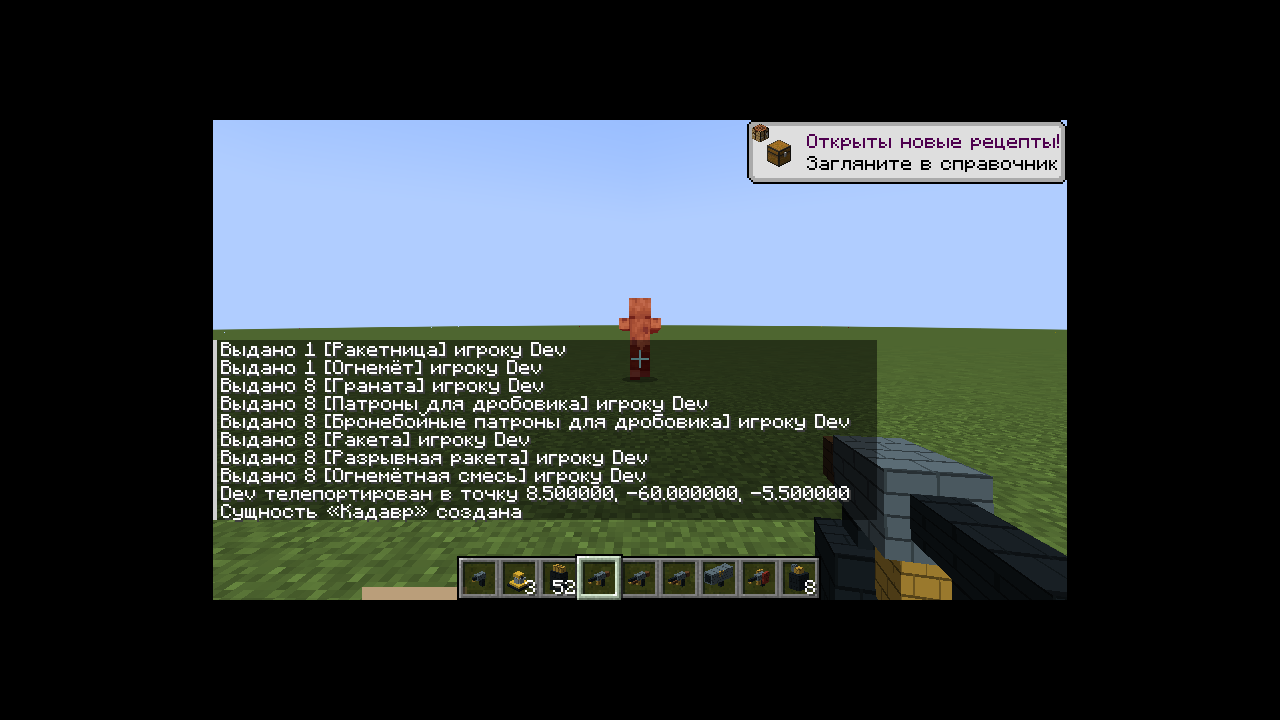 Открыты новые рецепты!
Загляните в справочник
Выдано 1 [Ракетница] игроку Dev
Выдано 1 [Огнемёт] игроку Dev
Выдано 8 [Граната] игроку Dev
Выдано 8 [Патроны для дробовика] игроку Dev
Выдано 8 [Бронебойные патроны для дробовика] игроку Dev
Выдано 8 [Ракета] игроку Dev
Выдано 8 [Разрывная ракета] игроку Dev
Выдано 8 [Огнемётная смесь] игроку Dev
Dev телепортирован в точку 8.500000, -60.000000, -5.500000
Сущность «Кадавр» создана
3 52 8